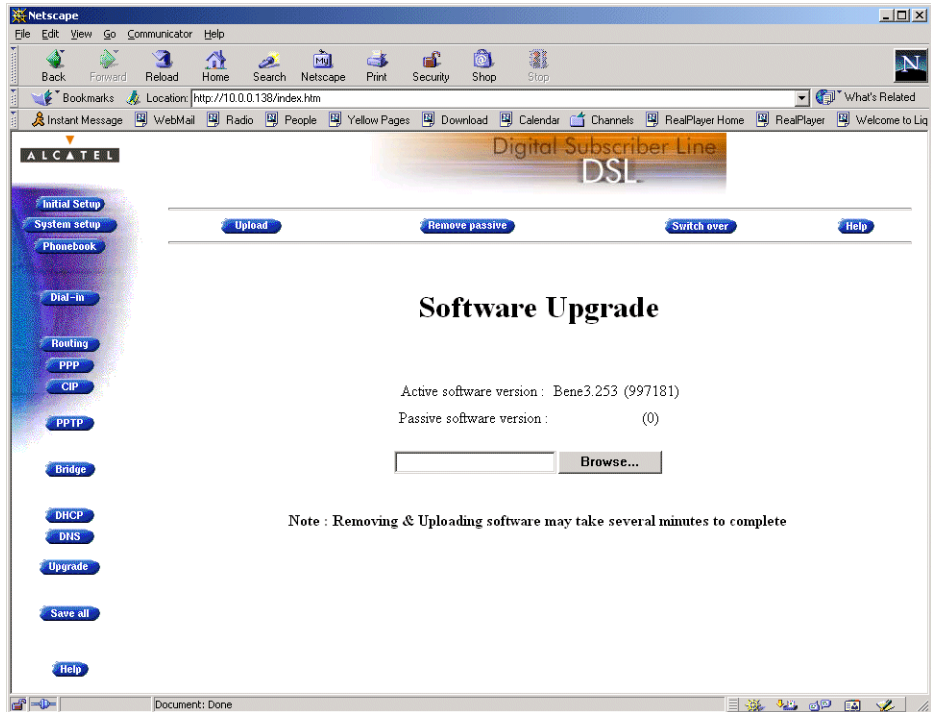 Netscape
File Edit View Go Communicator Help
Back Forward Reload Home Search Netscape Print Security Shop Stop
My
N
Bookmarks Location: http://10.0.0.138/index.htm What's Related
Instant Message WebMail Radio People Yellow Pages Download Calendar Channels RealPlayer Home RealPlayer Welcome to Liq
ALCATEL
Digital Subscriber Line
DSL
Initial Setup
System setup
Phonebook
Dial-in
Routing
PPP
CIP
PPTP
Bridge
DHCP
DNS
Upgrade
Save all
Help
Upload Remove passive Switch over Help
Software Upgrade
Active software version : Bene3.253 (997181)
Passive software version : (0)
Browse...
Note : Removing & Uploading software may take several minutes to complete
Document: Done